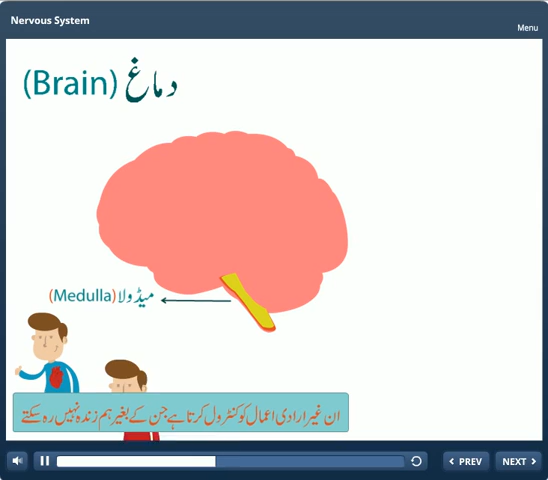 Nervous System
Menu
دماغ (Brain)
میڈولا (Medulla)
ان غیر ارادی اعمال کو کنٹرول کرتا ہے جن کے بغیر ہم زندہ نہیں رہ سکتے
PREV
NEXT